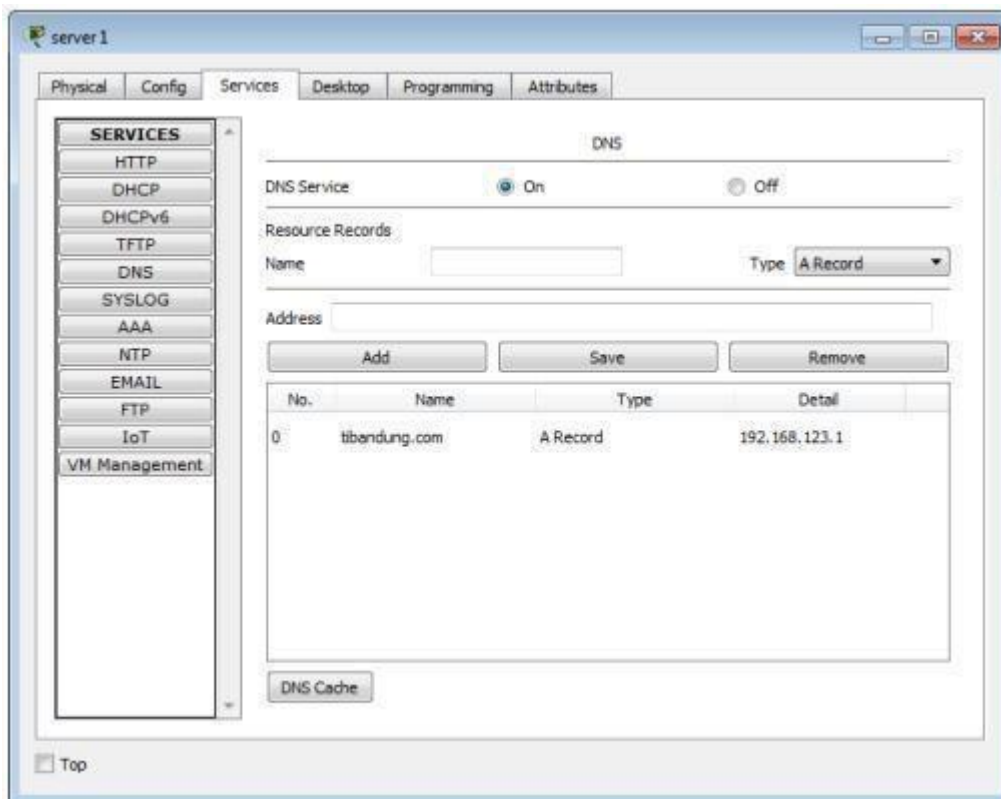 server1
Physical Config Services Desktop Programming Attributes
SERVICES
HTTP
DHCP
DHCPv6
TFTP
DNS
SYSLOG
AAA
NTP
EMAIL
FTP
IoT
VM Management
DNS
DNS Service On Off
Resource Records
Name Type A Record
Address
Add Save Remove
No. Name Type Detail
0 tibandung.com A Record 192.168.123.1
DNS Cache
Top